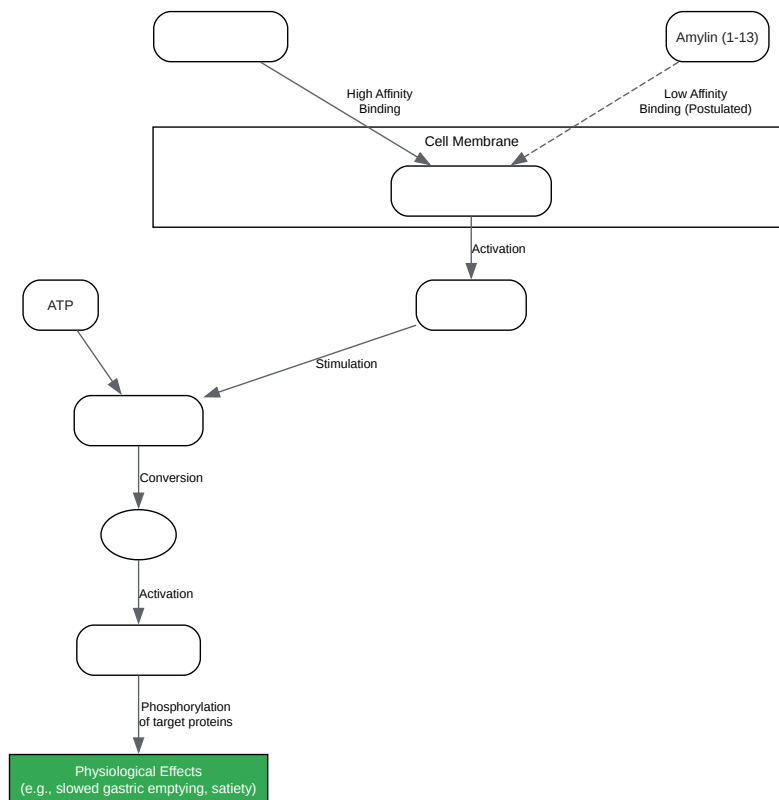 Amylin (1-13)
High Affinity
Binding
Low Affinity
Binding (Postulated)
Cell Membrane
Activation
ATP
Stimulation
Conversion
Activation
Phosphorylation
of target proteins
Physiological Effects
(e.g., slowed gastric emptying, satiety)